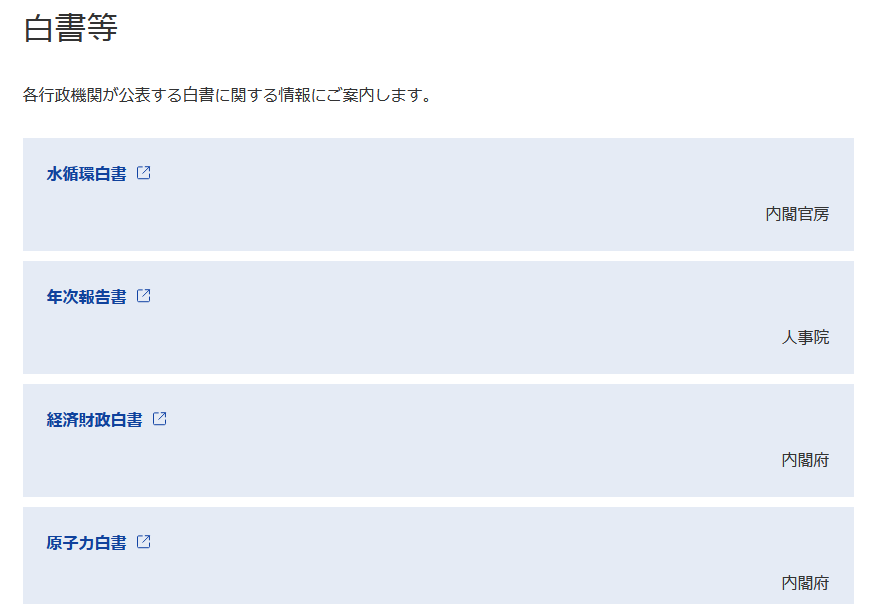 白書等
各行政機関が公表する白書に関する情報にご案内します。
水循環白書
内閣官房
年次報告書
人事院
経済財政白書
内閣府
原子力白書
内閣府